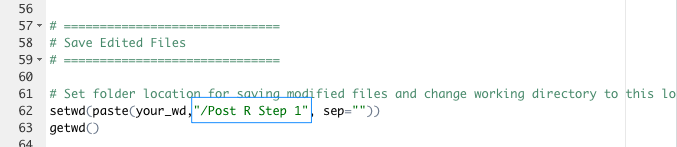 56
57 # ==============================
58 # Save Edited Files
59 # ==============================
60
61 # Set folder location for saving modified files and change working directory to this lo
62 setwd(paste(your_wd,"/Post R Step 1", sep=""))
63 getwd()
64